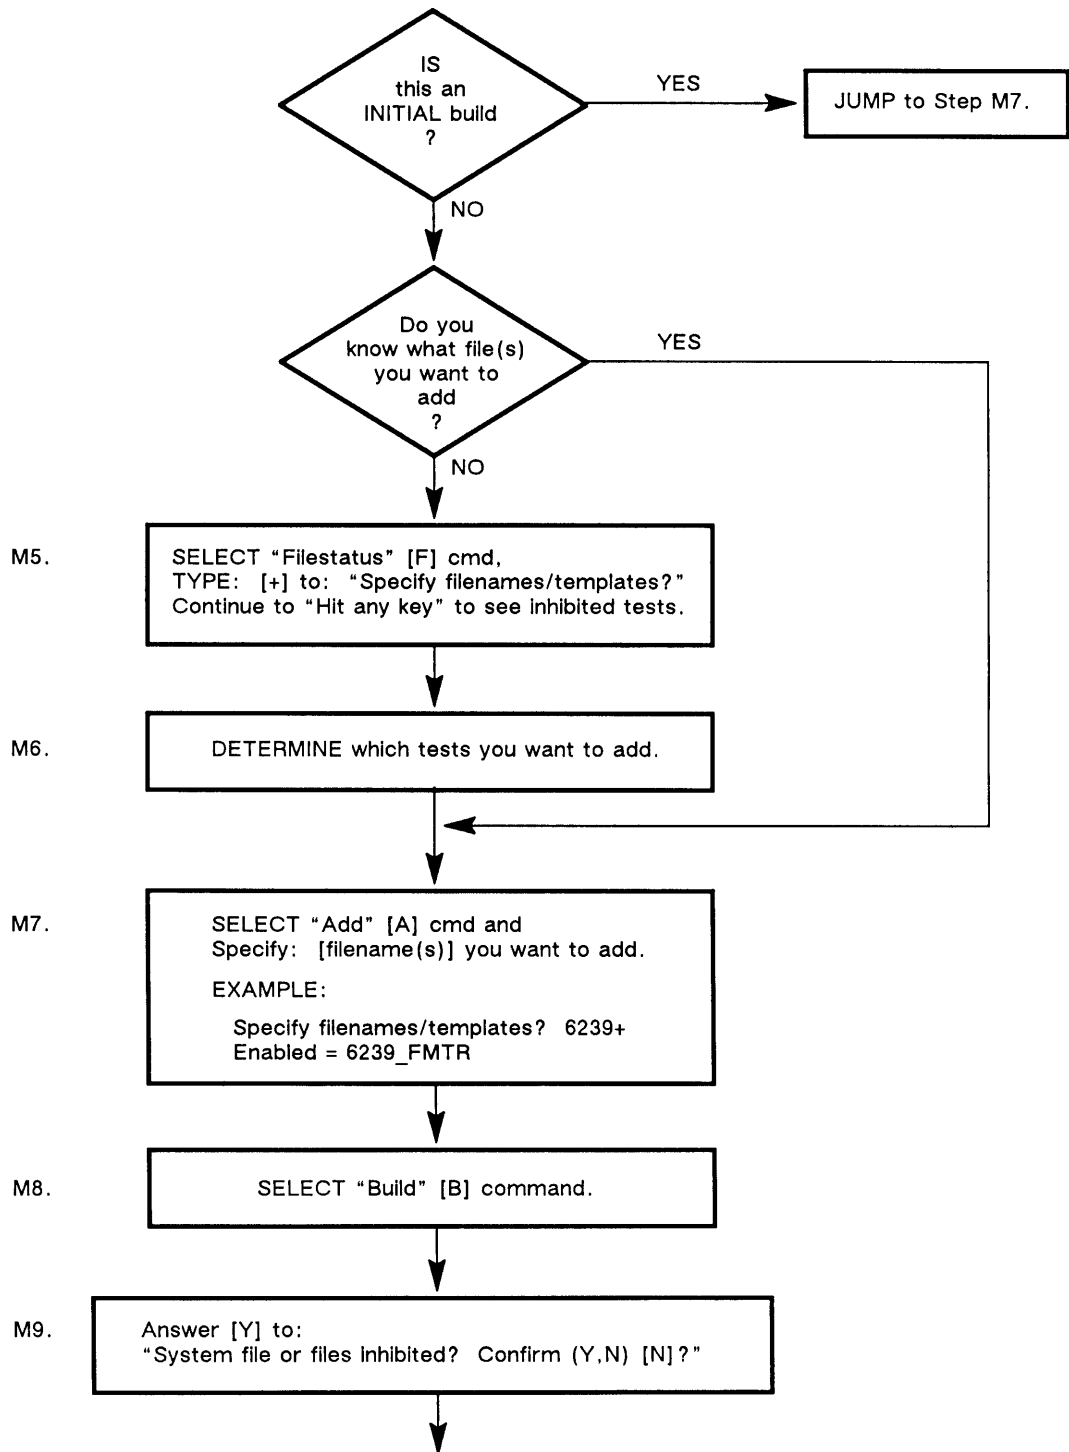 IS
this an
INITIAL build
?
YES
JUMP to Step M7.
NO
Do you
know what file(s)
you want to
add
?
YES
NO
M5.
SELECT “Filestatus” [F] cmd,
TYPE: [+] to: “Specify filenames/templates?”
Continue to “Hit any key” to see inhibited tests.
M6.
DETERMINE which tests you want to add.
M7.
SELECT “Add” [A] cmd and
Specify: [filename(s)] you want to add.
EXAMPLE:
Specify filenames/templates? 6239+
Enabled = 6239_FMTR
M8.
SELECT “Build” [B] command.
M9.
Answer [Y] to:
“System file or files inhibited? Confirm (Y,N) [N]?”